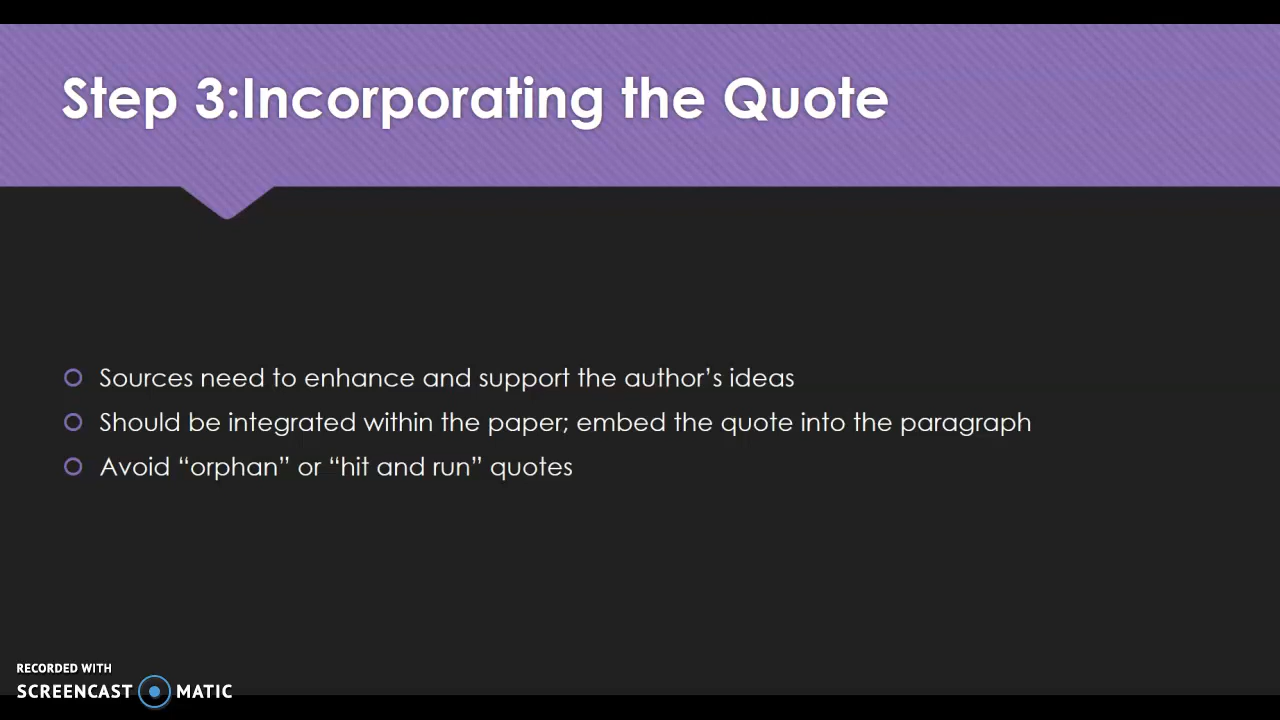 Step 3:Incorporating the Quote
Sources need to enhance and support the author’s ideas
Should be integrated within the paper; embed the quote into the paragraph
Avoid “orphan” or “hit and run” quotes
RECORDED WITH
SCREENCAST MATIC